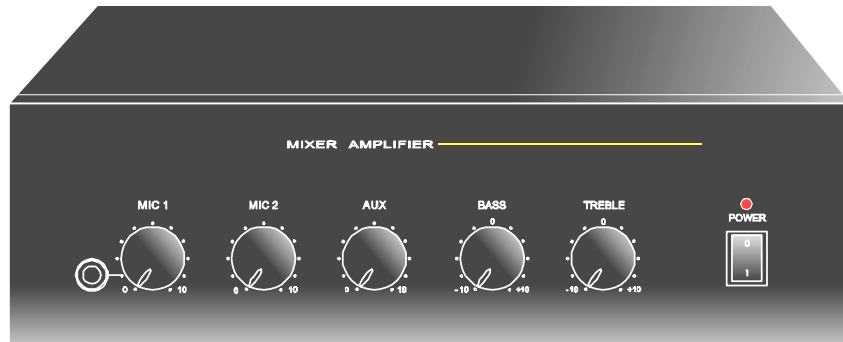 MIXER AMPLIFIER
MIC 1 MIC 2 AUX BASS TREBLE
0 0
POWER
0
1
0 10 0 10 0 10 -10 +10 -10 +10